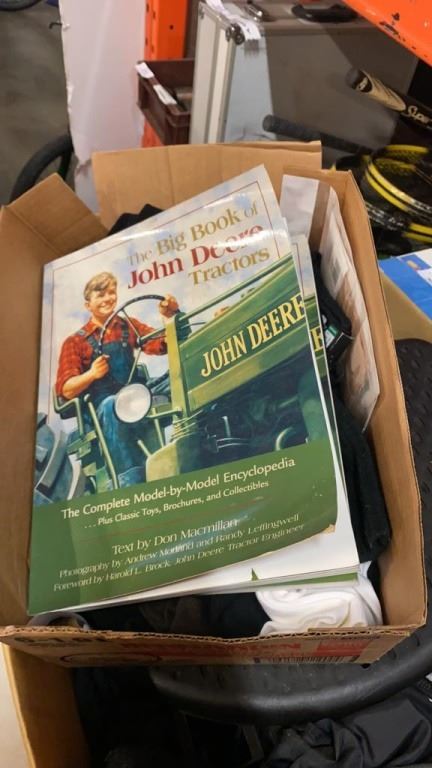 The Big Book of
John Deere
Tractors
JOHN DEERE
The Complete Model-by-Model Encyclopedia
. . . Plus Classic Toys, Brochures, and Collectibles
Text by Don Macmillan
Photography by Andrew Morland and Randy Leffingwell
Foreword by Harold L. Brock, John Deere Tractor Engineer